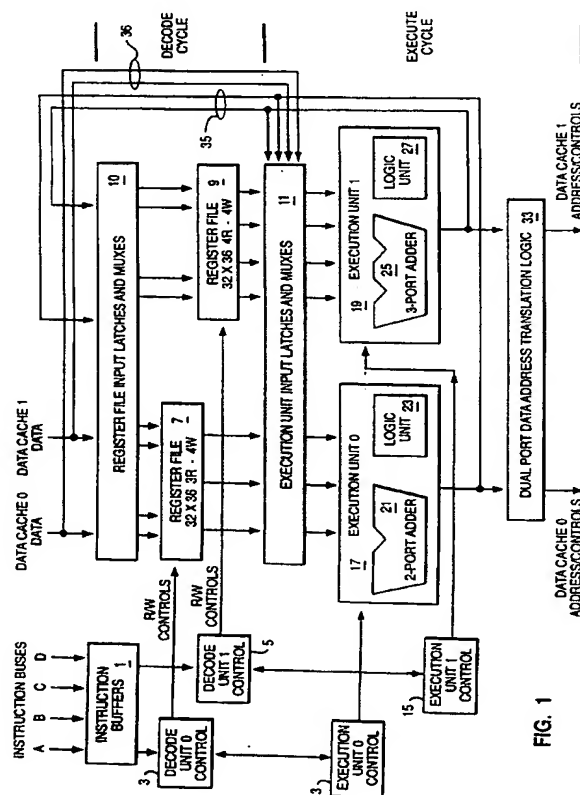 INSTRUCTION BUSES
A B C D
INSTRUCTION
BUFFERS 1
3
DECODE
UNIT 0
CONTROL
DECODE
UNIT 1
CONTROL
5
R/W
CONTROLS
R/W
CONTROLS
3
EXECUTION
UNIT 0
CONTROL
15
EXECUTION
UNIT 1
CONTROL
FIG. 1
DATA CACHE 0
DATA
DATA CACHE 1
DATA
REGISTER FILE INPUT LATCHES AND MUXES 10
REGISTER FILE 7
32 X 36 3R - 4W
REGISTER FILE 9
32 X 36 4R - 4W
EXECUTION UNIT INPUT LATCHES AND MUXES 11
17 EXECUTION UNIT 0
21
2-PORT ADDER
LOGIC
UNIT 23
19 EXECUTION UNIT 1
25
3-PORT ADDER
LOGIC
UNIT 27
DUAL PORT DATA ADDRESS TRANSLATION LOGIC 33
DATA CACHE 0
ADDRESS/CONTROLS
DATA CACHE 1
ADDRESS/CONTROLS
35
36
DECODE
CYCLE
EXECUTE
CYCLE